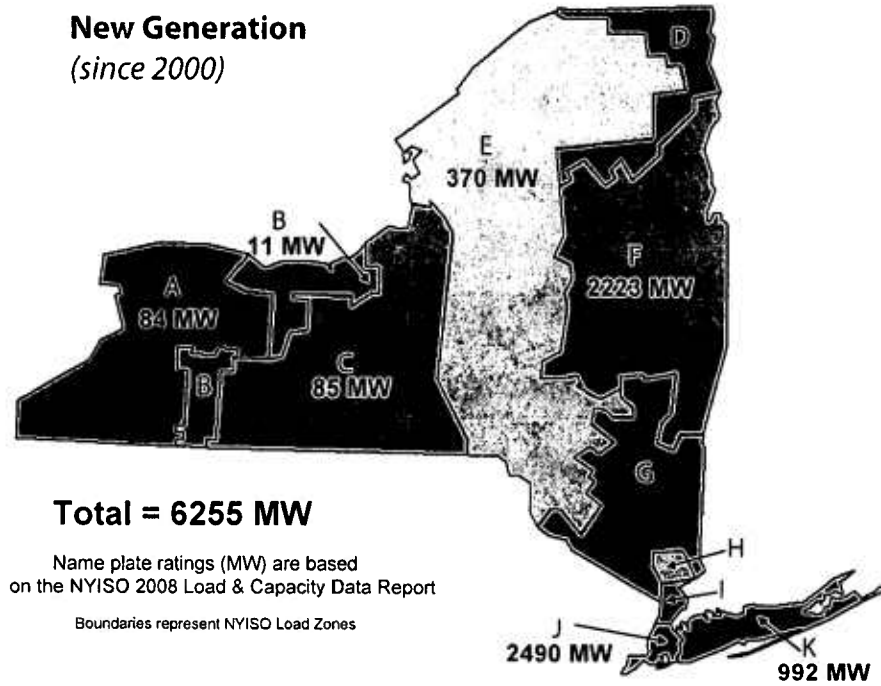 New Generation
(since 2000)
D
E
370 MW
B
11 MW
F
2223 MW
A
84 MW
C
85 MW
B
G
Total = 6255 MW
Name plate ratings (MW) are based
on the NYISO 2008 Load & Capacity Data Report
Boundaries represent NYISO Load Zones
H
I
J
2490 MW
K
992 MW